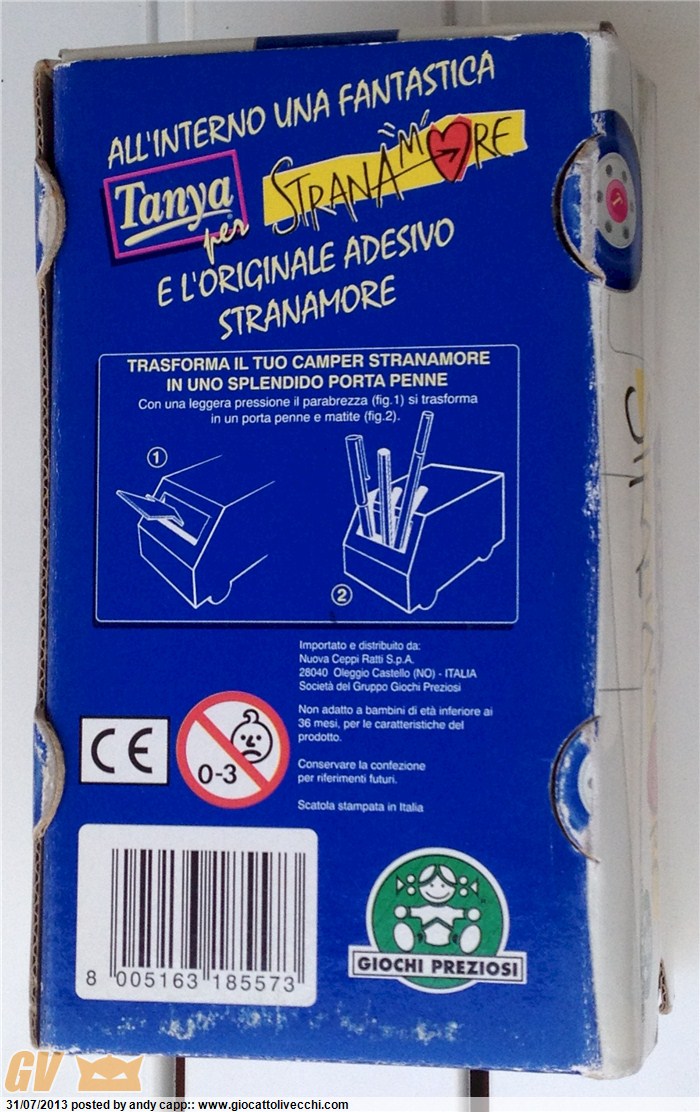 ALL'INTERNO UNA FANTASTICA
Tanya
per
STRANAMORE
E L'ORIGINALE ADESIVO
STRANAMORE
TRASFORMA IL TUO CAMPER STRANAMORE
IN UNO SPLENDIDO PORTA PENNE
Con una leggera pressione il parabrezza (fig.1) si trasforma
in un porta penne e matite (fig.2).
1
2
Importato e distribuito da:
Nuova Ceppi Ratti S.p.A.
28040 Oleggio Castello (NO) - ITALIA
Società del Gruppo Giochi Preziosi
Non adatto a bambini di età inferiore ai
36 mesi, per le caratteristiche del
prodotto.
Conservare la confezione
per riferimenti futuri.
Scatola stampata in Italia
CE
0-3
8 005163 185573
GIOCHI PREZIOSI
T
GV
31/07/2013 posted by andy capp:: www.giocattolivecchi.com